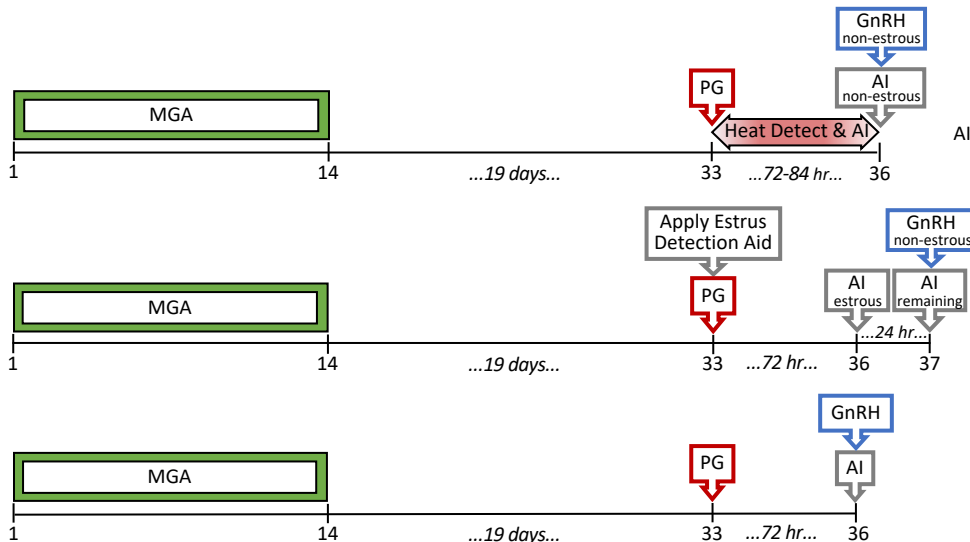 GnRH
non-estrous
PG
AI
non-estrous
MGA
Heat Detect & AI
AI
1
14
...19 days...
33
...72-84 hr...
36
Apply Estrus
Detection Aid
GnRH
non-estrous
MGA
PG
AI
estrous
AI
remaining
...24 hr...
1
14
...19 days...
33
...72 hr...
36
37
GnRH
MGA
PG
AI
1
14
...19 days...
33
...72 hr...
36